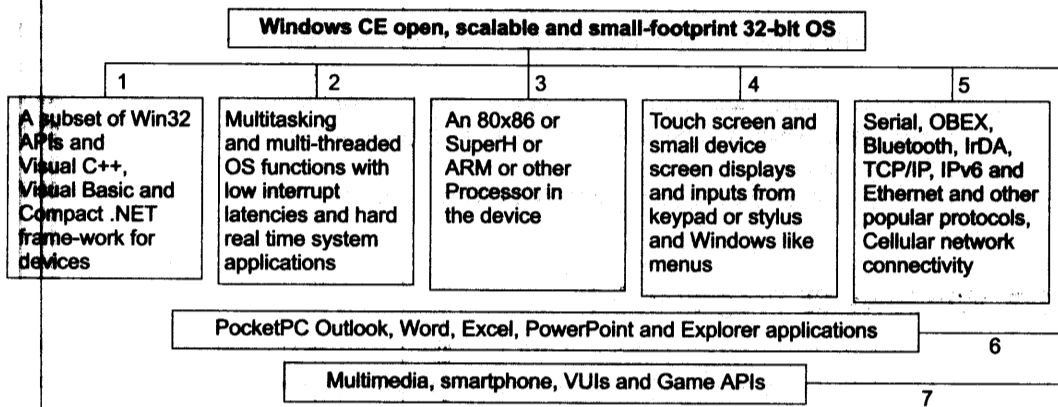 Windows CE open, scalable and small-footprint 32-bit OS
1
2
3
4
5
A subset of Win32
APIs and
Visual C++,
Visual Basic and
Compact .NET
frame-work for
devices
Multitasking
and multi-threaded
OS functions with
low interrupt
latencies and hard
real time system
applications
An 80x86 or
SuperH or
ARM or other
Processor in
the device
Touch screen and
small device
screen displays
and inputs from
keypad or stylus
and Windows like
menus
Serial, OBEX,
Bluetooth, IrDA,
TCP/IP, IPv6 and
Ethernet and other
popular protocols,
Cellular network
connectivity
PocketPC Outlook, Word, Excel, PowerPoint and Explorer applications
6
Multimedia, smartphone, VUIs and Game APIs
7